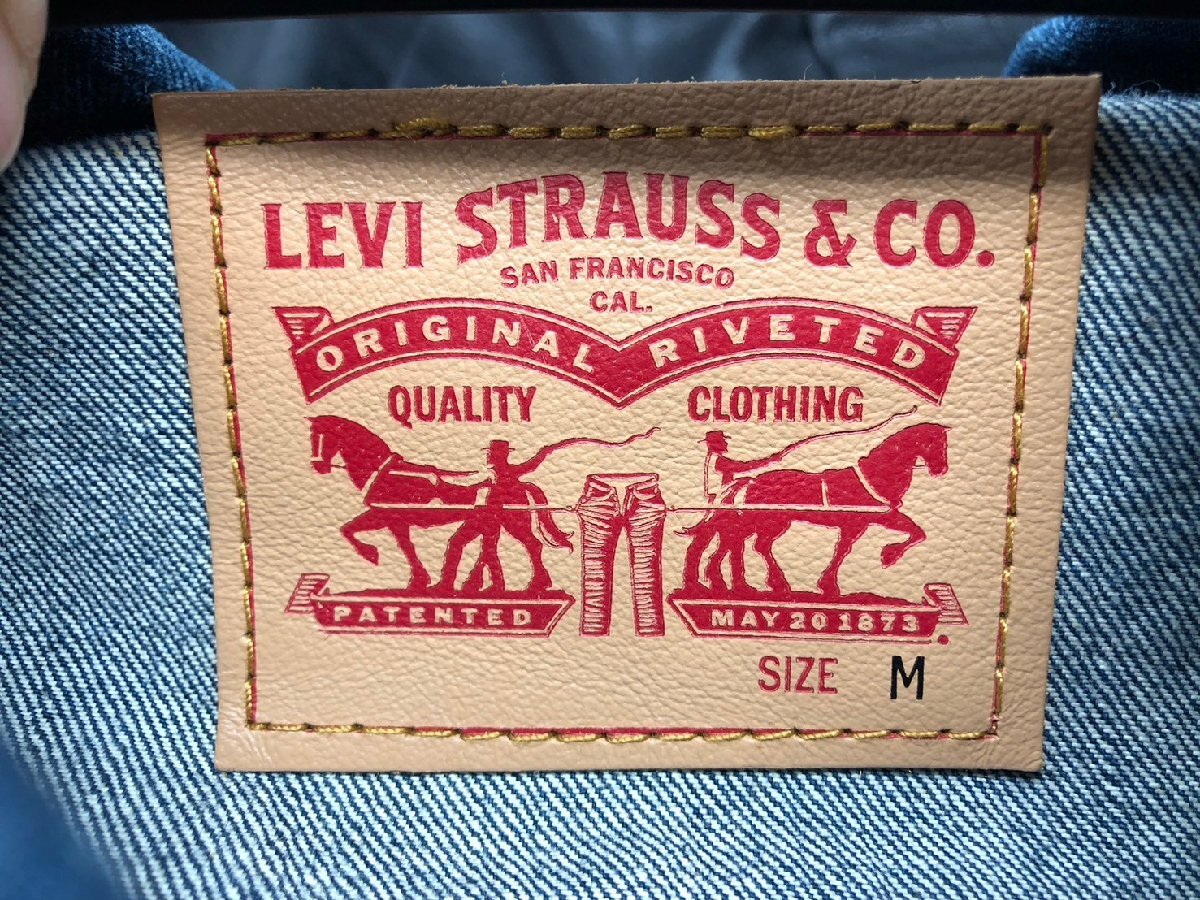 LEVI STRAUSS & CO.
SAN FRANCISCO
CAL.
ORIGINAL RIVETED
QUALITY CLOTHING
PATENTED MAY 20 1873
SIZE M